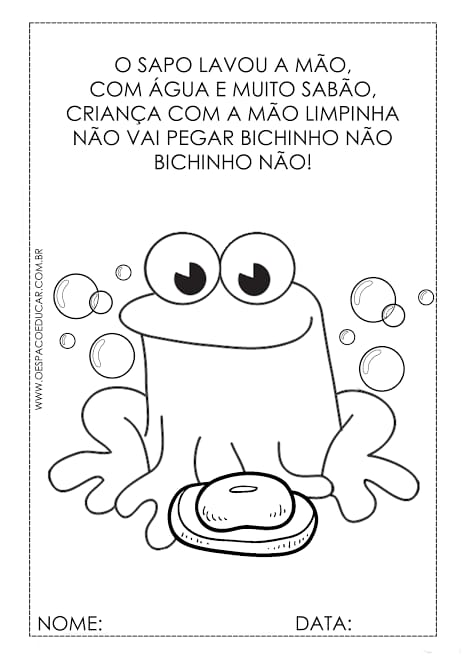 O SAPO LAVOU A MÃO,
COM ÁGUA E MUITO SABÃO,
CRIANÇA COM A MÃO LIMPINHA
NÃO VAI PEGAR BICHINHO NÃO
BICHINHO NÃO!
WWW.OESPACOEDUCAR.COM.BR
NOME: DATA: